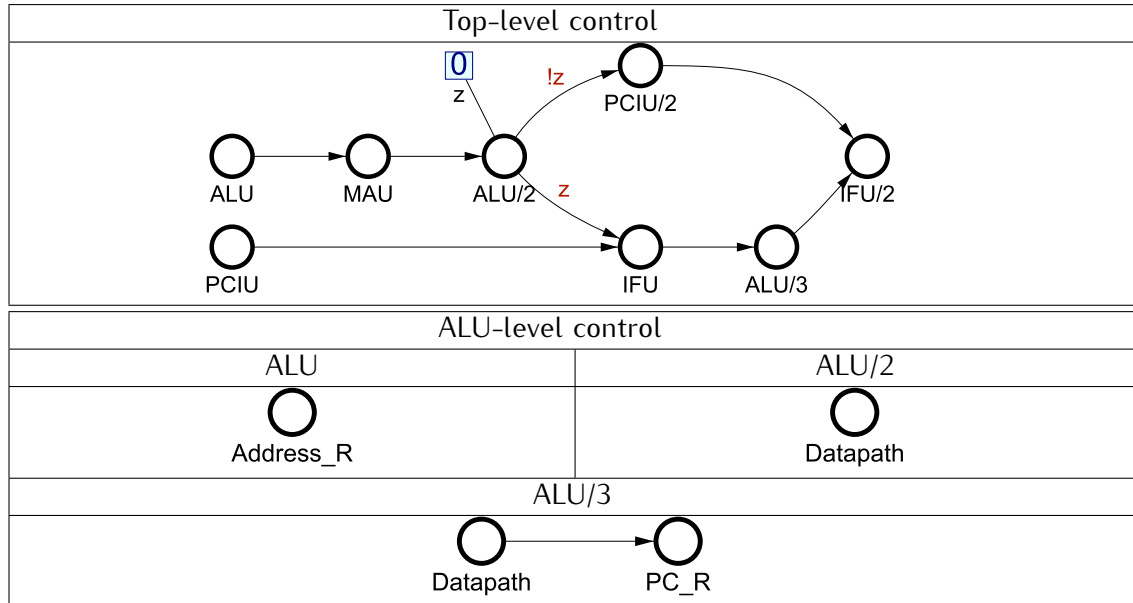 Top-level control
0
z
!z
PCIU/2
ALU
MAU
ALU/2
z
IFU/2
PCIU
IFU
ALU/3
ALU-level control
ALU
ALU/2
Address_R
Datapath
ALU/3
Datapath
PC_R